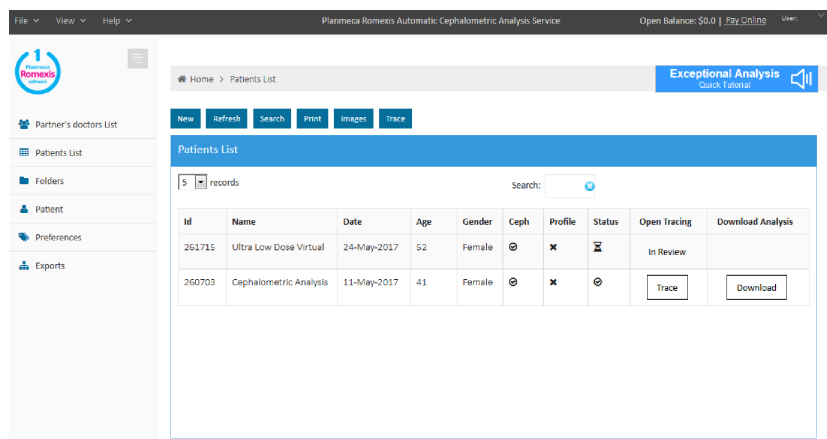 File View Help Planmeca Romexis Automatic Cephalometric Analysis Service Open Balance: $0.0 | Pay Online User:
1
Planmeca
Romexis
software
Home > Patients List
Exceptional Analysis
Quick Tutorial
New Refresh Search Print Images Trace
Partner's doctors List
Patients List
Folders
Patient
Preferences
Exports
Patients List
5 records Search:
Id Name Date Age Gender Ceph Profile Status Open Tracing Download Analysis
261715 Ultra Low Dose Virtual 24-May-2017 52 Female In Review
260703 Cephalometric Analysis 11-May-2017 41 Female Trace Download